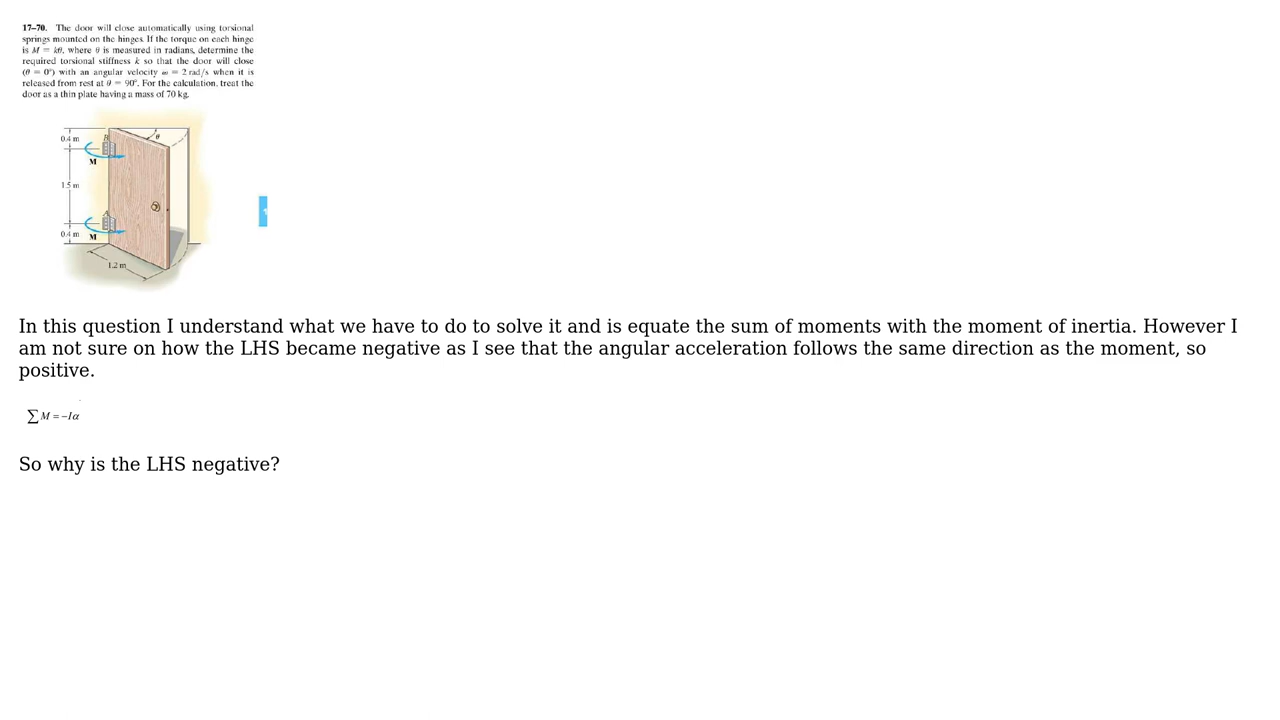 17–70. The door will close automatically using torsional
springs mounted on the hinges. If the torque on each hinge
is M = kθ, where θ is measured in radians, determine the
required torsional stiffness k so that the door will close
(θ = 0°) with an angular velocity ω = 2 rad/s when it is
released from rest at θ = 90°. For the calculation, treat the
door as a thin plate having a mass of 70 kg.
0.4 m
B
θ
M
1.5 m
A
0.4 m
M
1.2 m
In this question I understand what we have to do to solve it and is equate the sum of moments with the moment of inertia. However I
am not sure on how the LHS became negative as I see that the angular acceleration follows the same direction as the moment, so
positive.
∑M = −Iα
So why is the LHS negative?